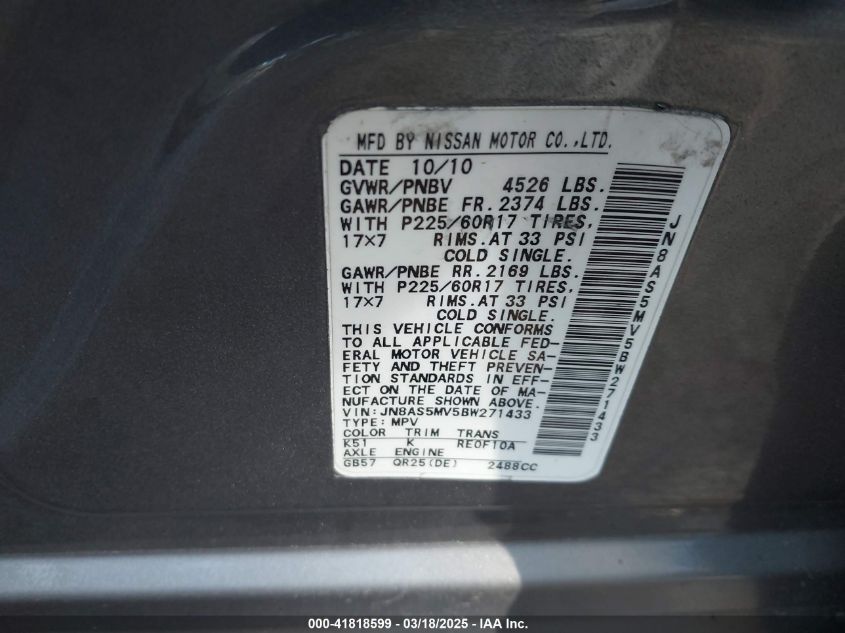 MFD BY NISSAN MOTOR CO.,LTD.
DATE 10/10
GVWR/PNBV 4526 LBS.
GAWR/PNBE FR. 2374 LBS.
WITH P225/60R17 TIRES,
17×7 RIMS.AT 33 PSI
COLD SINGLE.
GAWR/PNBE RR. 2169 LBS.
WITH P225/60R17 TIRES,
17×7 RIMS.AT 33 PSI
COLD SINGLE.
THIS VEHICLE CONFORMS
TO ALL APPLICABLE FED-
ERAL MOTOR VEHICLE SA-
FETY AND THEFT PREVEN-
TION STANDARDS IN EFF-
ECT ON THE DATE OF MA-
NUFACTURE SHOWN ABOVE.
VIN: JN8AS5MV5BW271433
TYPE: MPV
COLOR TRIM TRANS
K51 K RE0F10A
AXLE ENGINE
GB57 QR25(DE) 2488CC
JN8AS5MV5BW271433
000-41818599 — 03/18/2025 — IAA Inc.